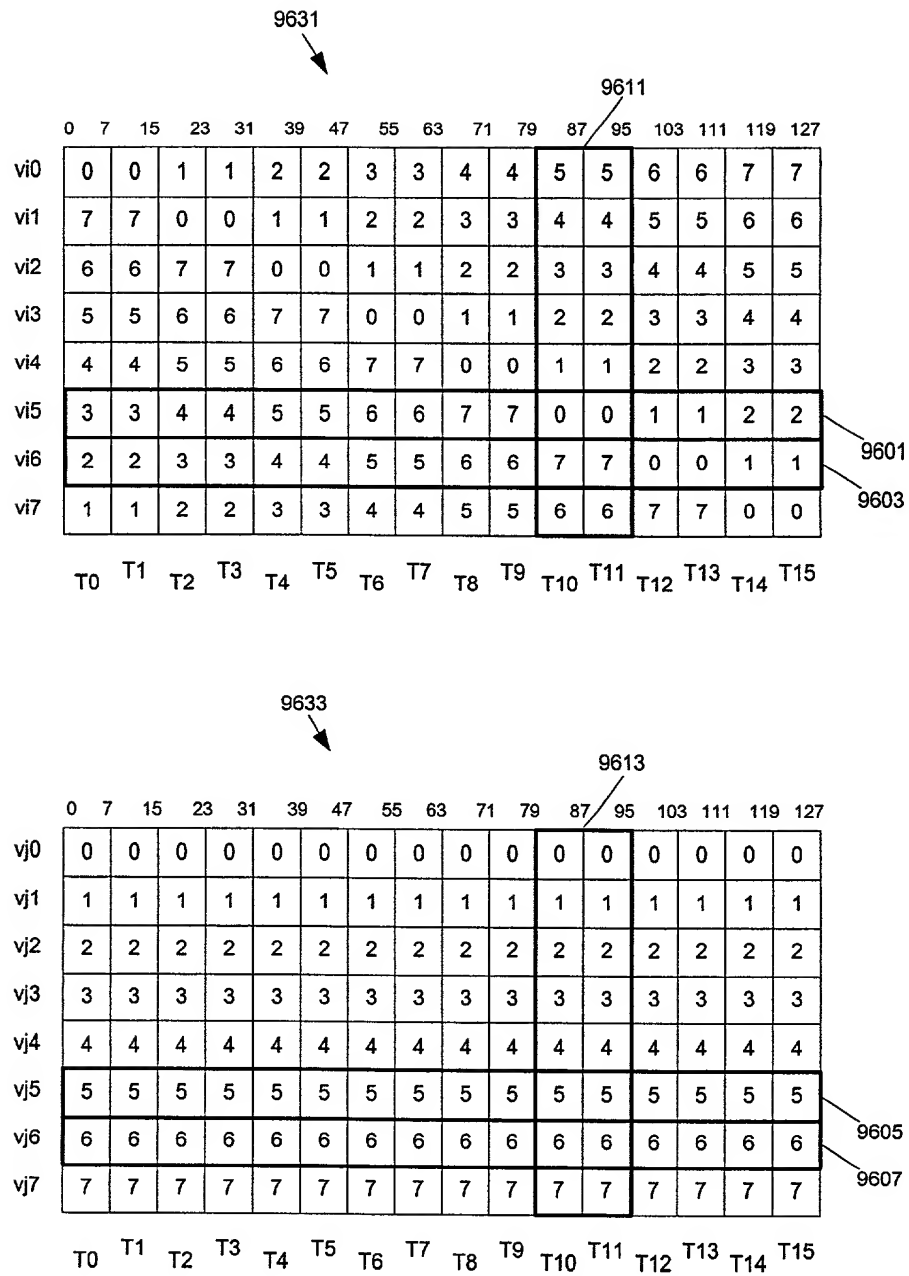 9631
9611
0 7 15 23 31 39 47 55 63 71 79 87 95 103 111 119 127
vi0 0 0 1 1 2 2 3 3 4 4 5 5 6 6 7 7
vi1 7 7 0 0 1 1 2 2 3 3 4 4 5 5 6 6
vi2 6 6 7 7 0 0 1 1 2 2 3 3 4 4 5 5
vi3 5 5 6 6 7 7 0 0 1 1 2 2 3 3 4 4
vi4 4 4 5 5 6 6 7 7 0 0 1 1 2 2 3 3
vi5 3 3 4 4 5 5 6 6 7 7 0 0 1 1 2 2
9601
vi6 2 2 3 3 4 4 5 5 6 6 7 7 0 0 1 1
9603
vi7 1 1 2 2 3 3 4 4 5 5 6 6 7 7 0 0
T0 T1 T2 T3 T4 T5 T6 T7 T8 T9 T10 T11 T12 T13 T14 T15
9633
9613
0 7 15 23 31 39 47 55 63 71 79 87 95 103 111 119 127
vj0 0 0 0 0 0 0 0 0 0 0 0 0 0 0 0 0
vj1 1 1 1 1 1 1 1 1 1 1 1 1 1 1 1 1
vj2 2 2 2 2 2 2 2 2 2 2 2 2 2 2 2 2
vj3 3 3 3 3 3 3 3 3 3 3 3 3 3 3 3 3
vj4 4 4 4 4 4 4 4 4 4 4 4 4 4 4 4 4
vj5 5 5 5 5 5 5 5 5 5 5 5 5 5 5 5 5
9605
vj6 6 6 6 6 6 6 6 6 6 6 6 6 6 6 6 6
9607
vj7 7 7 7 7 7 7 7 7 7 7 7 7 7 7 7 7
T0 T1 T2 T3 T4 T5 T6 T7 T8 T9 T10 T11 T12 T13 T14 T15